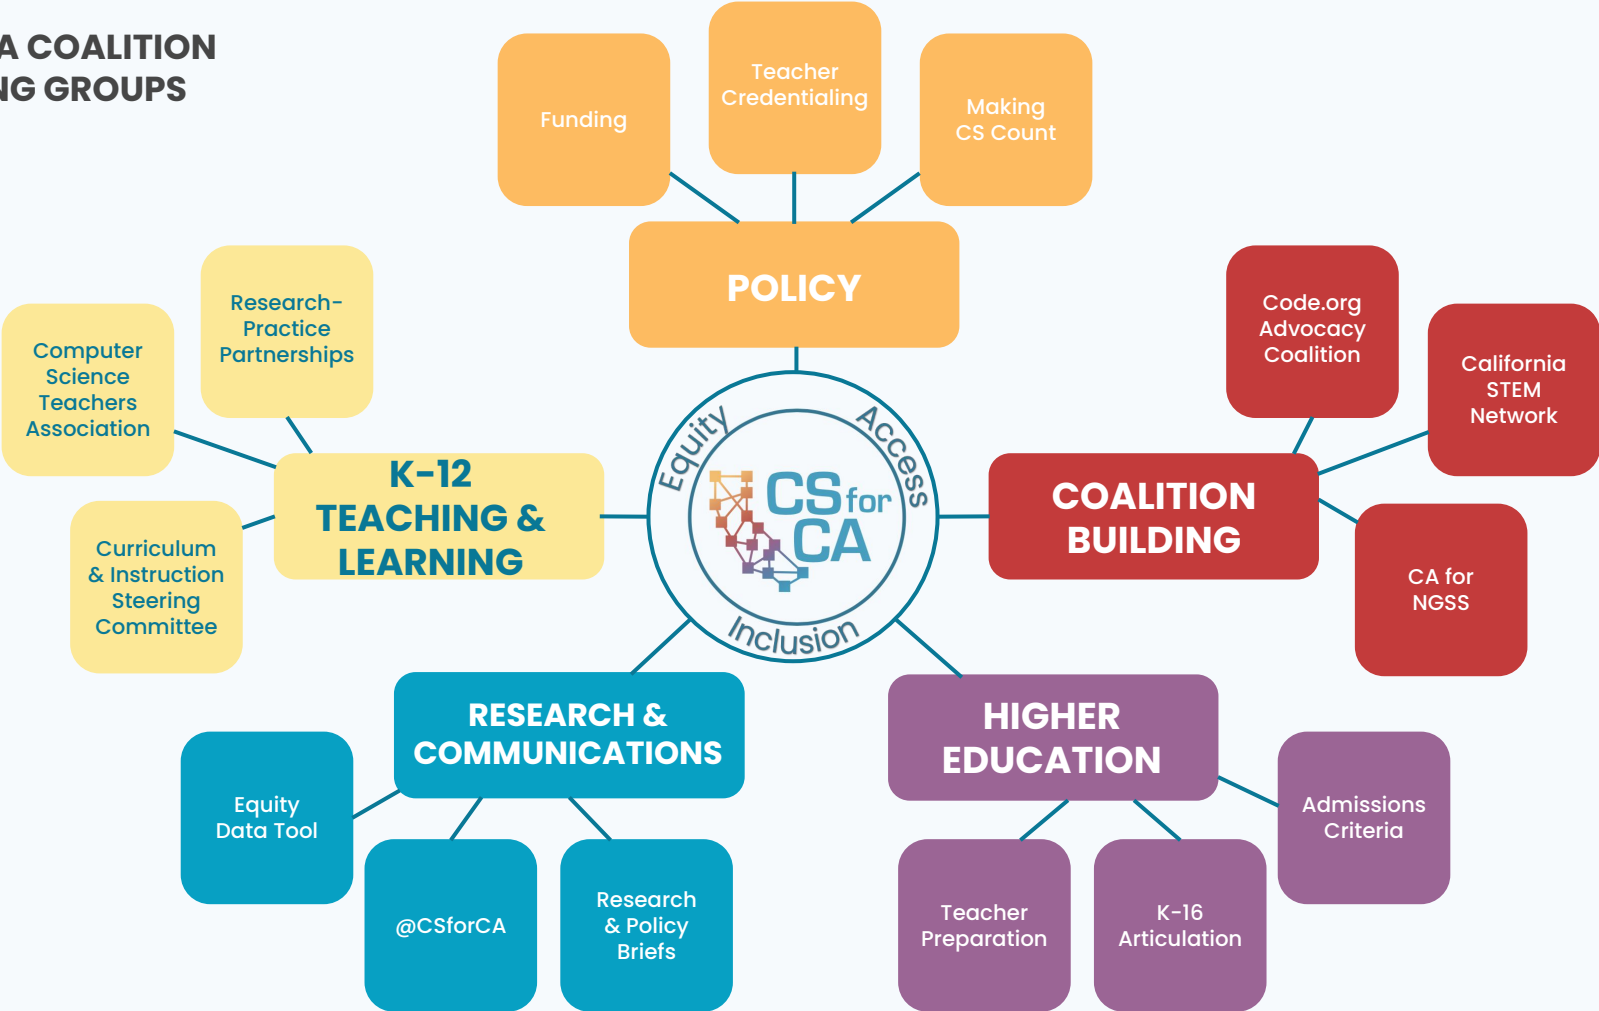 A COALITION
NG GROUPS
Funding
Teacher
Credentialing
Making
CS Count
POLICY
Research-
Practice
Partnerships
Computer
Science
Teachers
Association
Curriculum
& Instruction
Steering
Committee
K-12
TEACHING &
LEARNING
Equity
Access
Inclusion
CS for
CA
Code.org
Advocacy
Coalition
California
STEM
Network
CA for
NGSS
COALITION
BUILDING
RESEARCH &
COMMUNICATIONS
Equity
Data Tool
@CSforCA
Research
& Policy
Briefs
HIGHER
EDUCATION
Teacher
Preparation
K-16
Articulation
Admissions
Criteria